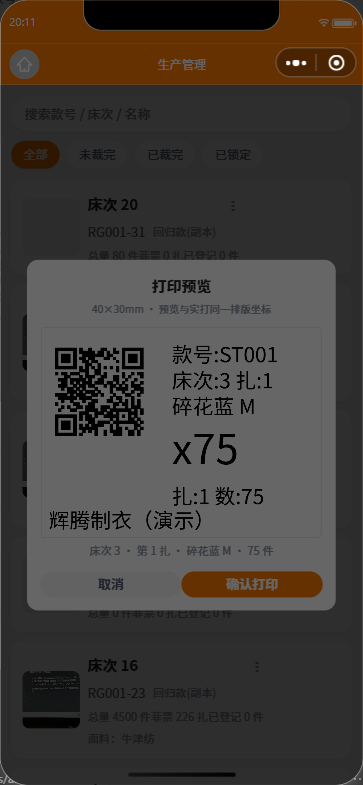 20:11
生产管理
搜索款号 / 床次 / 名称
全部 未裁完 已裁完 已锁定
床次 20
RG001-31 回归款(副本)
总量 80 件菲票 0 扎已登记 0 件
打印预览
40×30mm · 预览与实打同一排版坐标
款号:ST001
床次:3 扎:1
碎花蓝 M
x75
扎:1 数:75
辉腾制衣（演示）
床次 3 · 第 1 扎 · 碎花蓝 M · 75 件
取消 确认打印
总量 0 件菲票 0 扎已登记 0 件
床次 16
RG001-23 回归款(副本)
总量 4500 件菲票 226 扎已登记 0 件
面料：牛津纺